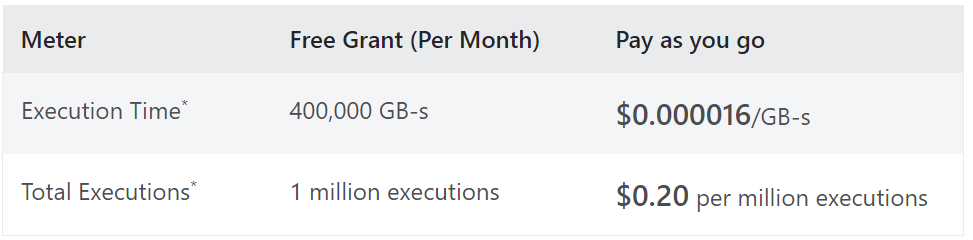 Meter Free Grant (Per Month) Pay as you go
Execution Time* 400,000 GB-s $0.000016/GB-s
Total Executions* 1 million executions $0.20 per million executions